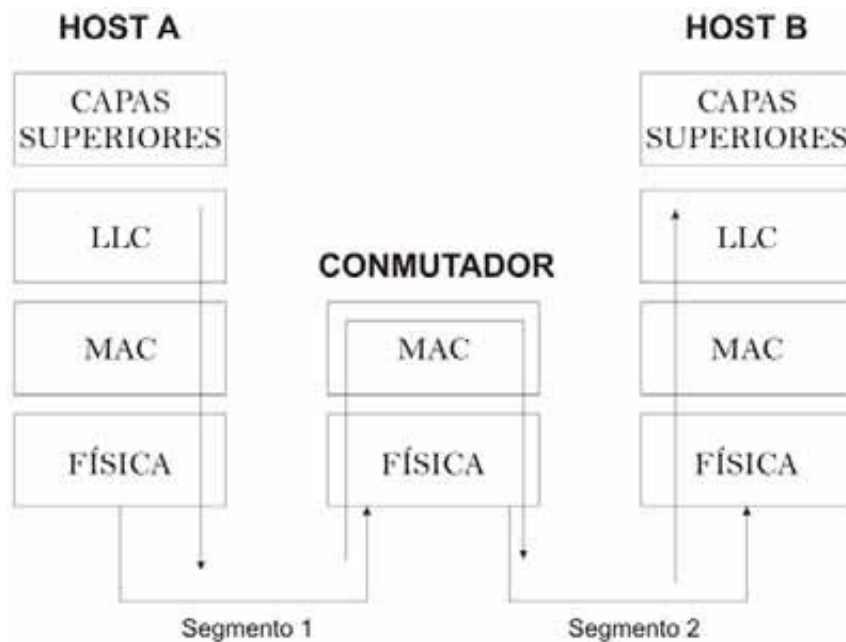 HOST A
HOST B
CAPAS
SUPERIORES
CAPAS
SUPERIORES
LLC
LLC
CONMUTADOR
MAC
MAC
MAC
FÍSICA
FÍSICA
FÍSICA
Segmento 1
Segmento 2